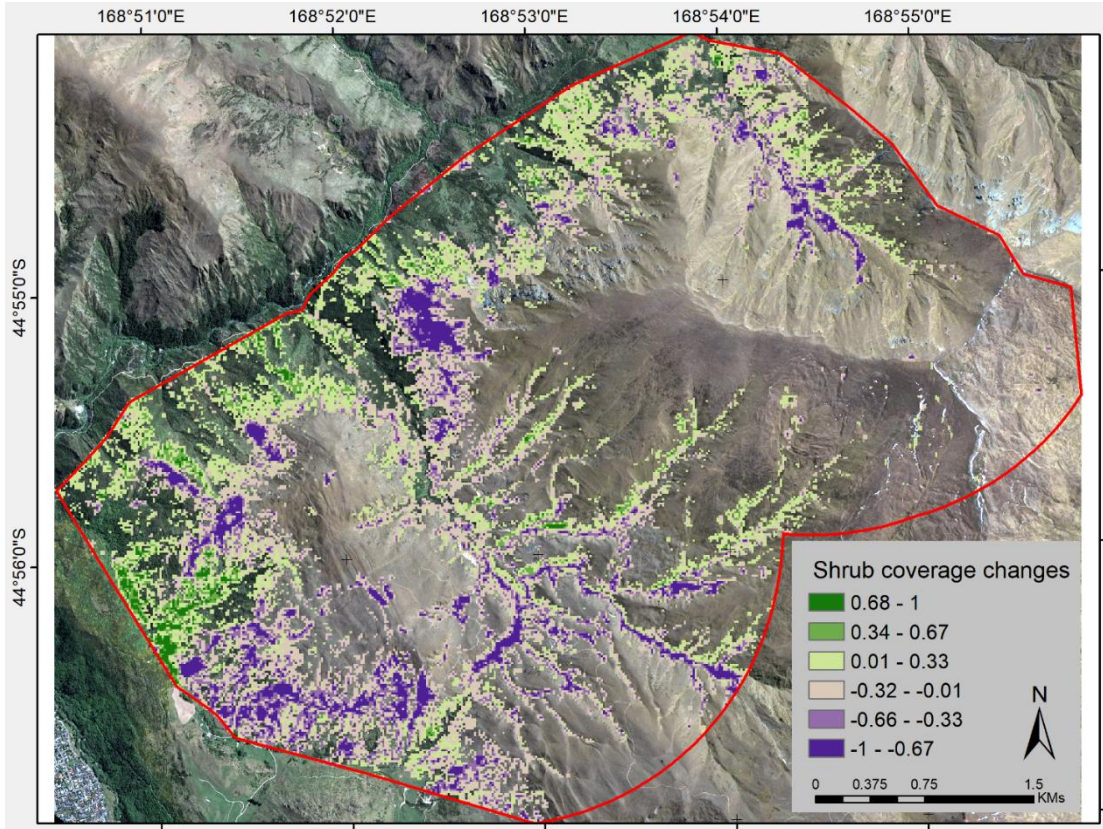 168°51'0"E 168°52'0"E 168°53'0"E 168°54'0"E 168°55'0"E
44°55'0"S
44°56'0"S
Shrub coverage changes
0.68 - 1
0.34 - 0.67
0.01 - 0.33
-0.32 - -0.01
-0.66 - -0.33
-1 - -0.67
N
0 0.375 0.75 1.5
KMs